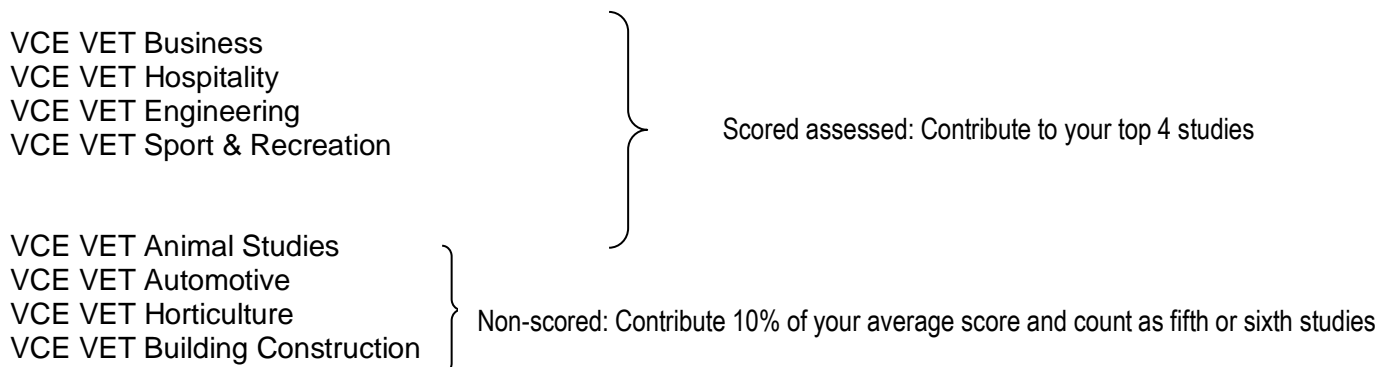 VCE VET Business
VCE VET Hospitality
VCE VET Engineering
VCE VET Sport & Recreation
Scored assessed: Contribute to your top 4 studies
VCE VET Animal Studies
VCE VET Automotive
VCE VET Horticulture
VCE VET Building Construction
Non-scored: Contribute 10% of your average score and count as fifth or sixth studies